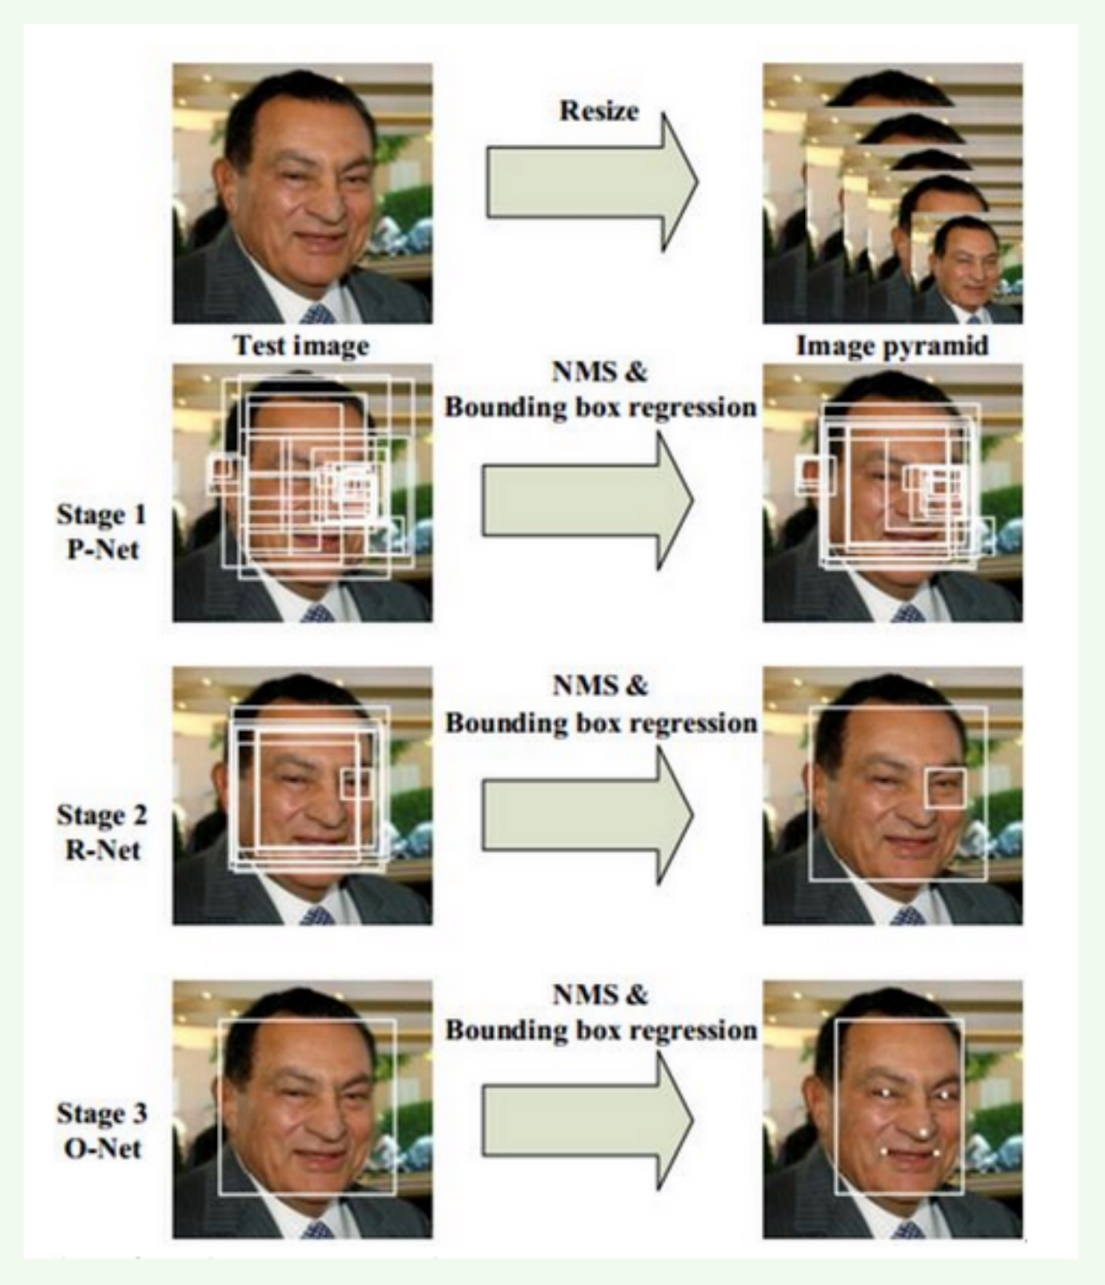 Resize
Test image
Image pyramid
NMS &
Bounding box regression
Stage 1
P-Net
NMS &
Bounding box regression
Stage 2
R-Net
NMS &
Bounding box regression
Stage 3
O-Net